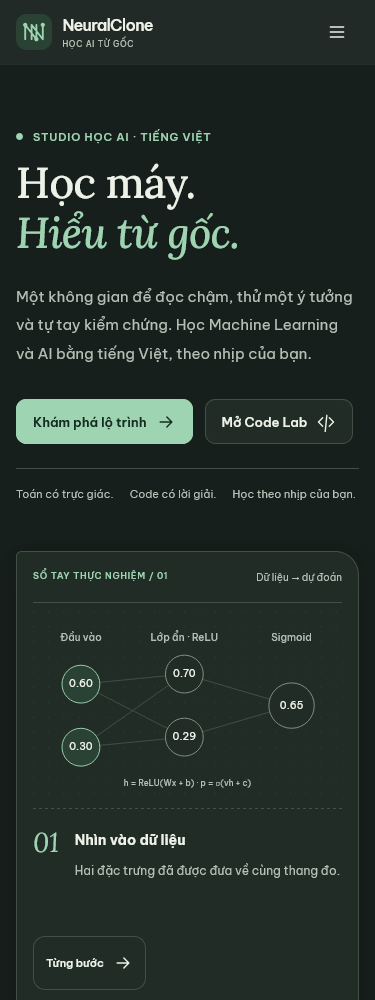 NeuralClone
HỌC AI TỪ GỐC
STUDIO HỌC AI · TIẾNG VIỆT
Học máy.
Hiểu từ gốc.
Một không gian để đọc chậm, thử một ý tưởng
và tự tay kiểm chứng. Học Machine Learning
và AI bằng tiếng Việt, theo nhịp của bạn.
Khám phá lộ trình →
Mở Code Lab </>
Toán có trực giác. Code có lời giải. Học theo nhịp của bạn.
SỔ TAY THỰC NGHIỆM / 01
Dữ liệu → dự đoán
Đầu vào Lớp ẩn · ReLU Sigmoid
0.60 0.70
0.65
0.30 0.29
h = ReLU(Wx + b) · p = σ(vh + c)
01 Nhìn vào dữ liệu
Hai đặc trưng đã được đưa về cùng thang đo.
Từng bước →